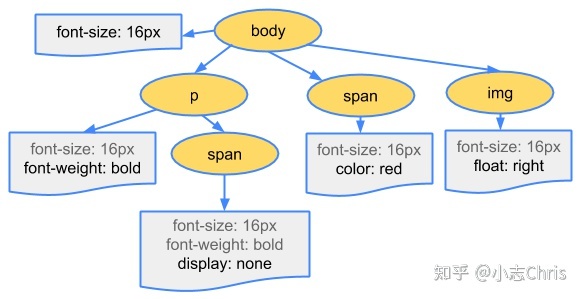 font-size: 16px
body
p
span
img
font-size: 16px
font-weight: bold
span
font-size: 16px
color: red
font-size: 16px
float: right
font-size: 16px
font-weight: bold
display: none
知乎 @小志Chris